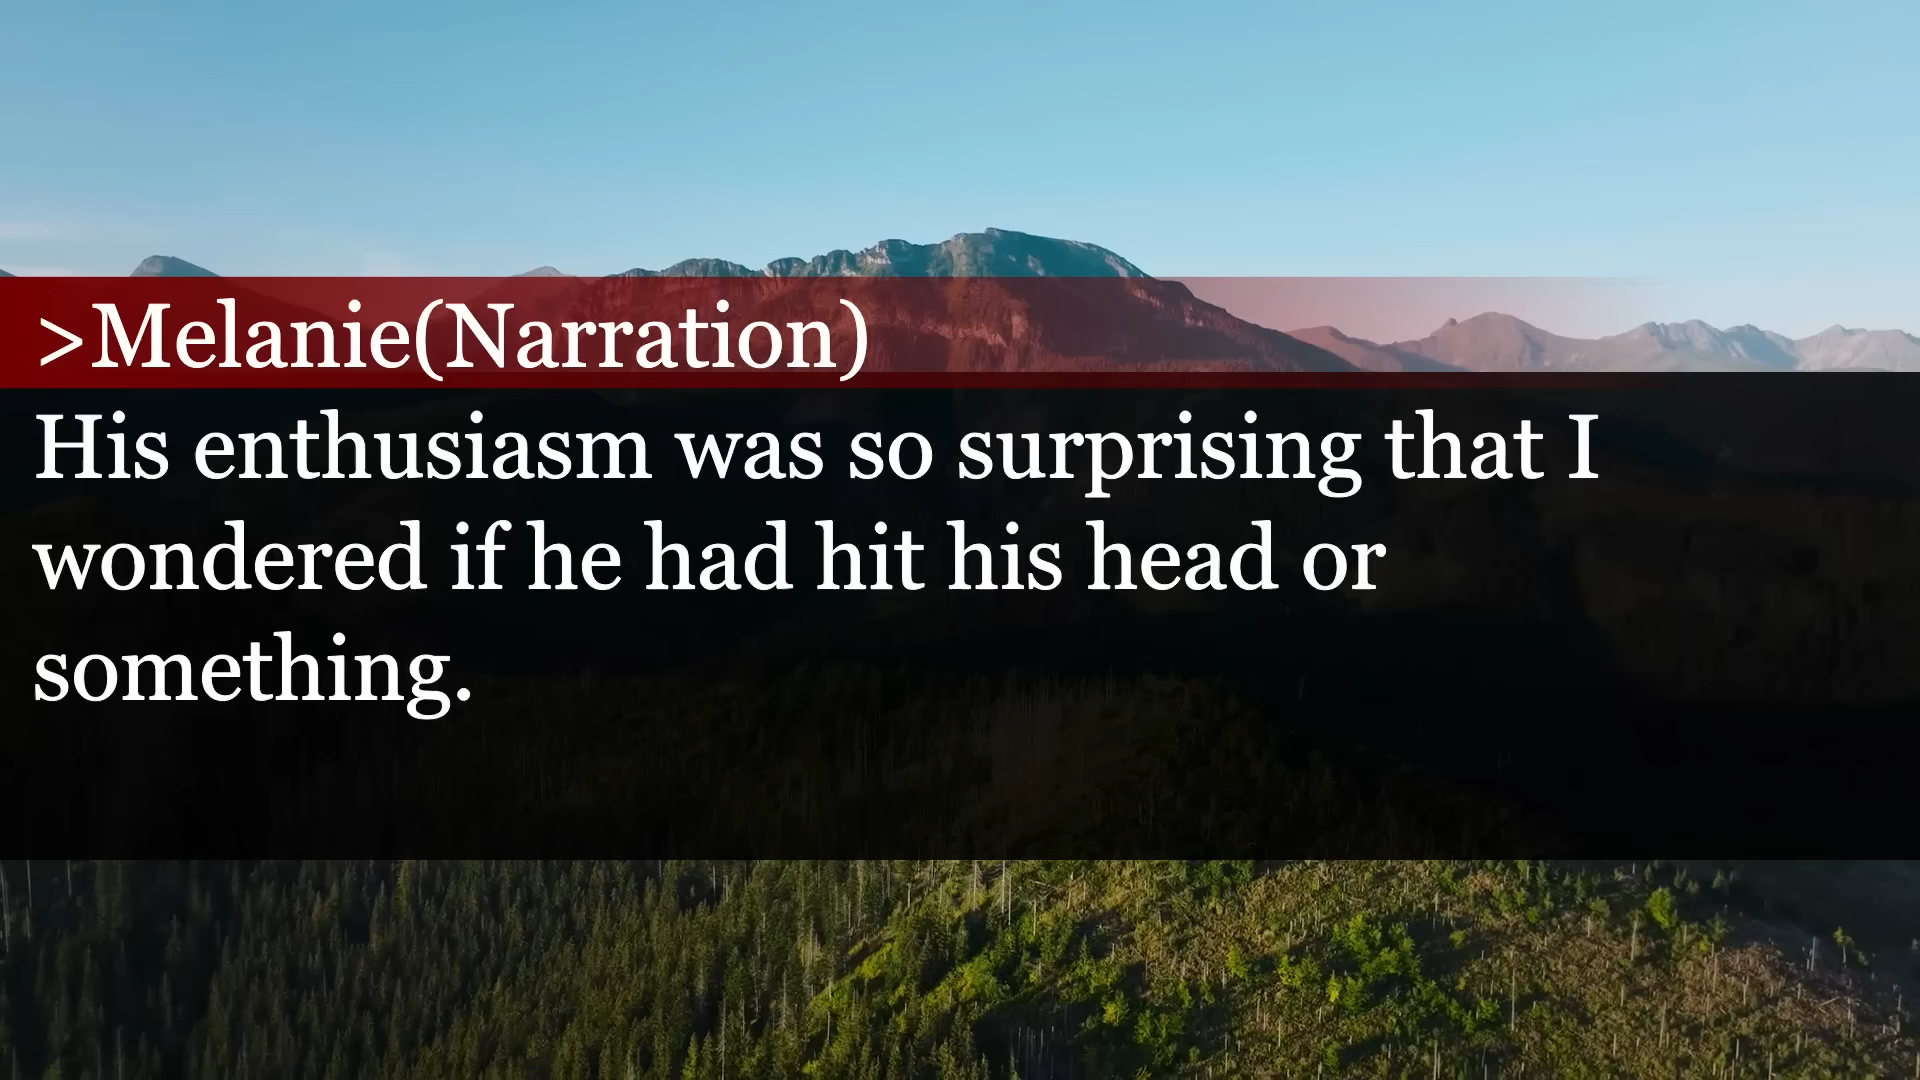 >Melanie(Narration)
His enthusiasm was so surprising that I
wondered if he had hit his head or
something.